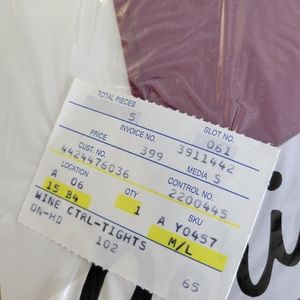 TOTAL PIECES
5
INVOICE NO. SLOT NO.
399 061
PRICE 3911442
CUST. NO. MEDIA S
4424476036
LOCATION CONTROL NO.
A 06 2200445
15.84 QTY SKU
1 A Y0457
WINE CTRL-TIGHTS M/L
ON-HD 102
65